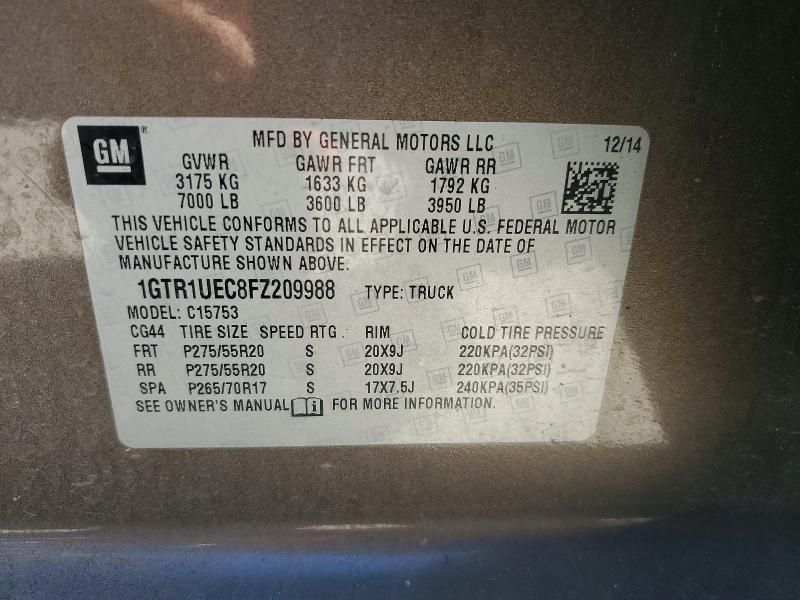 GM
MFD BY GENERAL MOTORS LLC 12/14
GVWR GAWR FRT GAWR RR
3175 KG 1633 KG 1792 KG
7000 LB 3600 LB 3950 LB
THIS VEHICLE CONFORMS TO ALL APPLICABLE U.S. FEDERAL MOTOR
VEHICLE SAFETY STANDARDS IN EFFECT ON THE DATE OF
MANUFACTURE SHOWN ABOVE.
1GTR1UEC8FZ209988 TYPE: TRUCK
MODEL: C15753
CG44 TIRE SIZE SPEED RTG. RIM COLD TIRE PRESSURE
FRT P275/55R20 S 20X9J 220KPA(32PSI)
RR P275/55R20 S 20X9J 220KPA(32PSI)
SPA P265/70R17 S 17X7.5J 240KPA(35PSI)
SEE OWNER'S MANUAL FOR MORE INFORMATION.